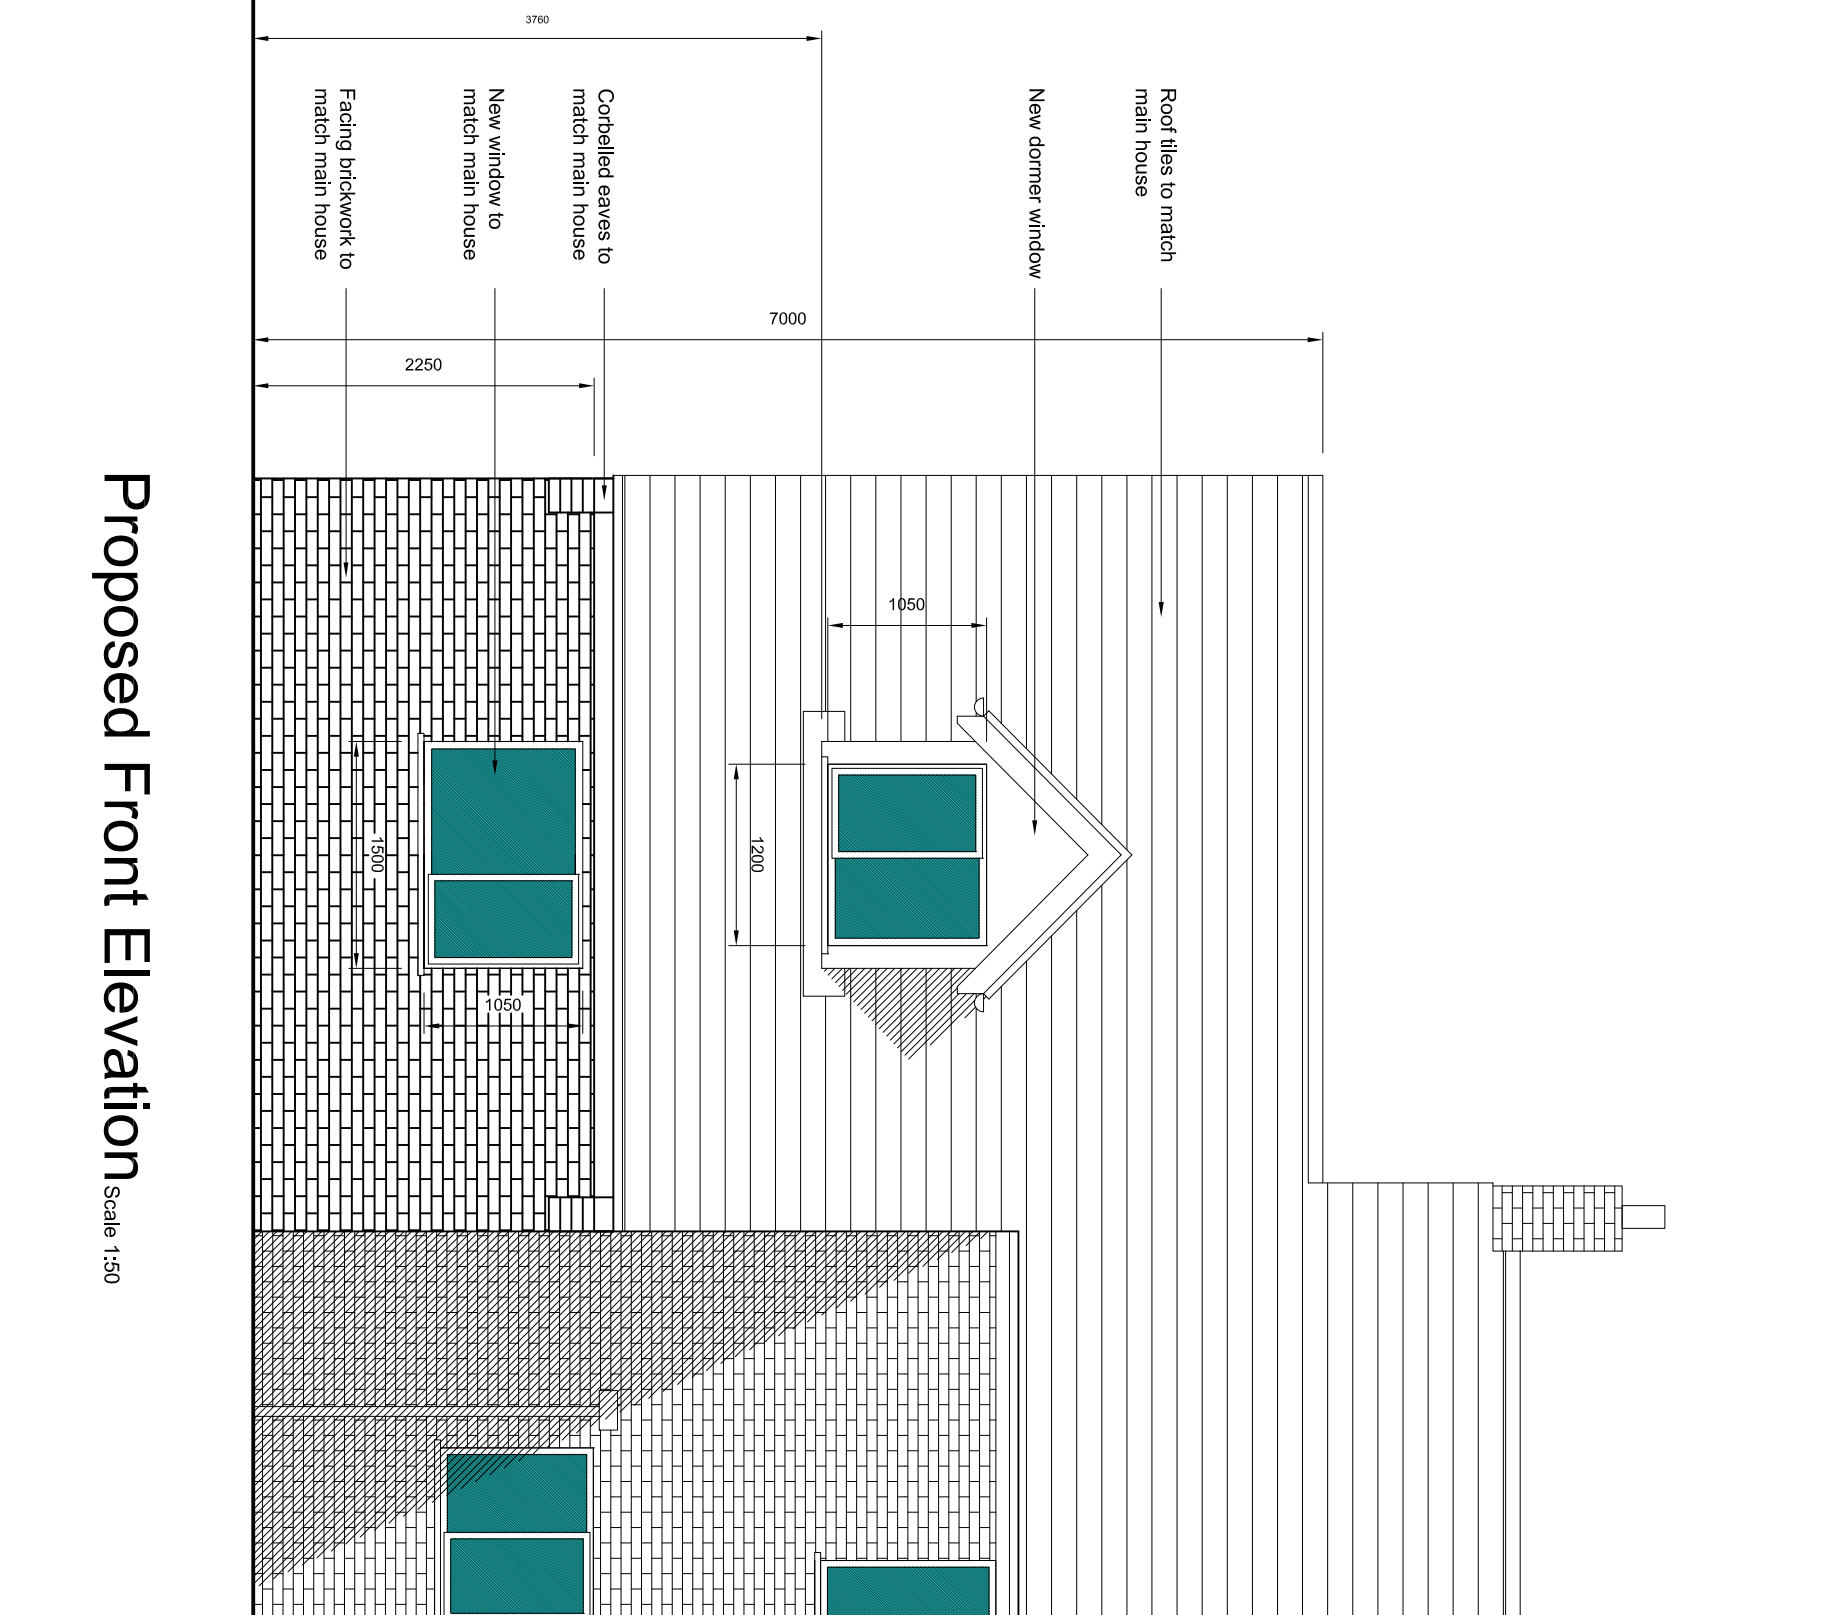 Roof tiles to match
main house
New dormer window
Corbelled eaves to
match main house
New window to
match main house
Facing brickwork to
match main house
3760
7000
2250
1050
1200
1500
1050
Proposed Front Elevation Scale 1:50